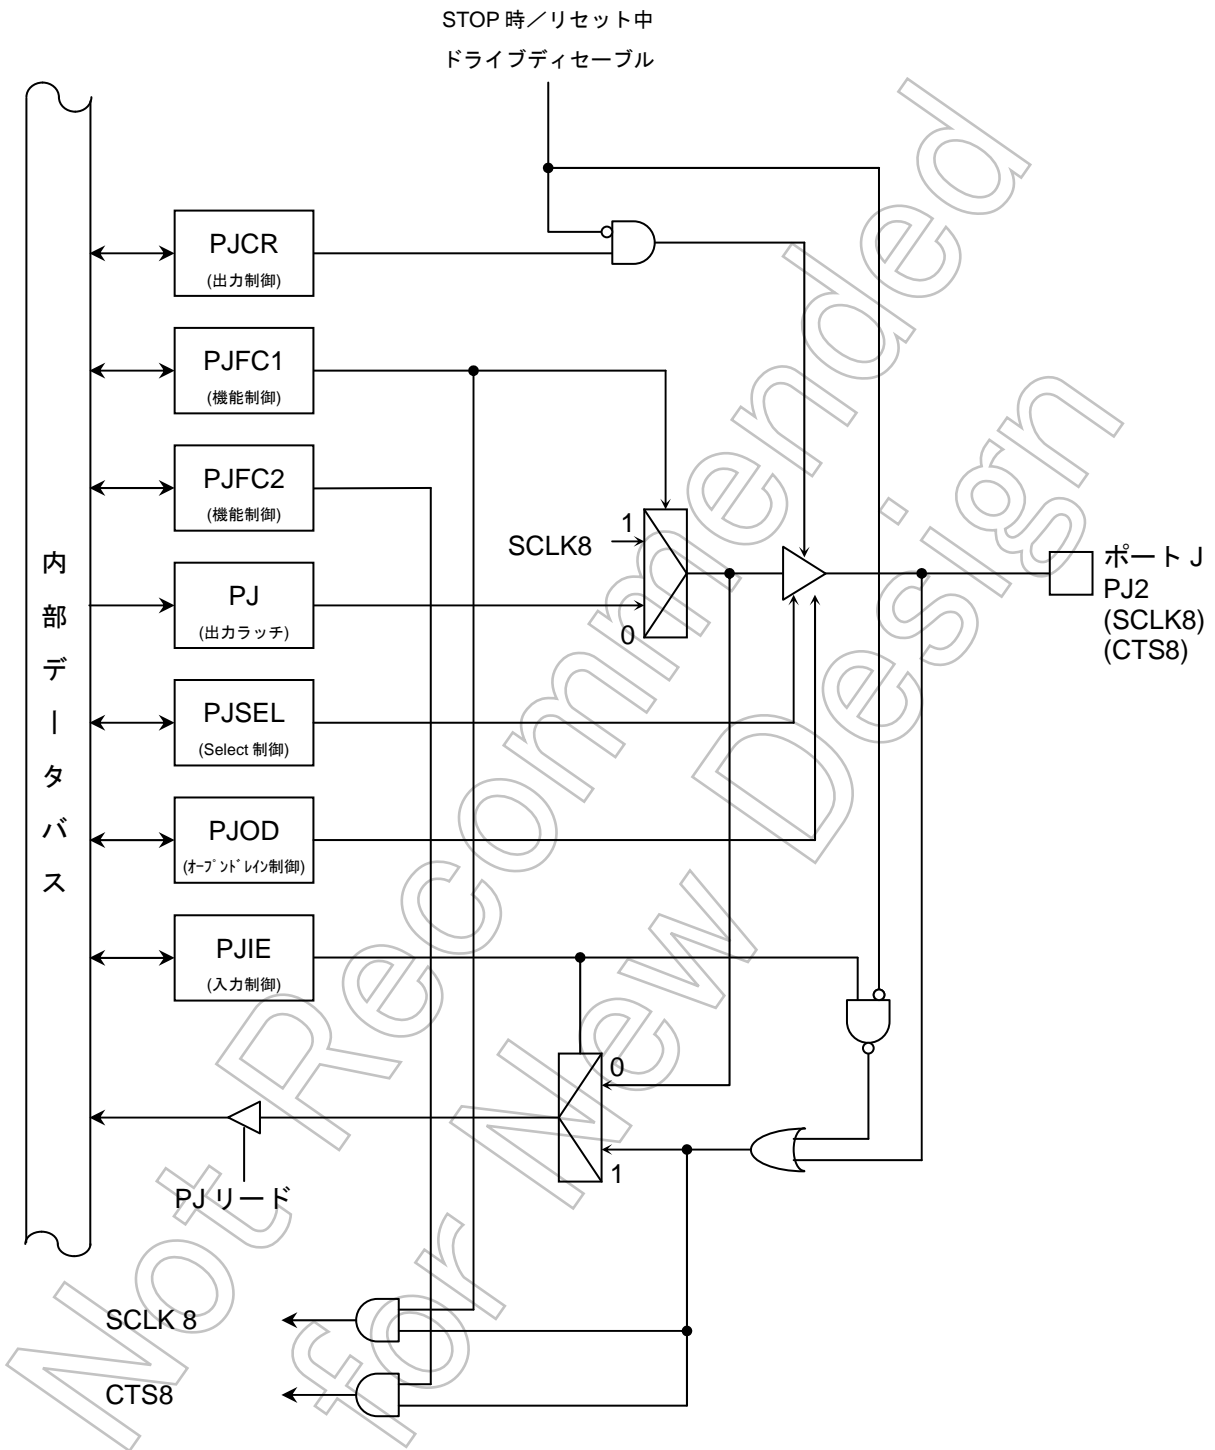 STOP 時／リセット中
ドライブディセーブル
PJCR
(出力制御)
PJFC1
(機能制御)
PJFC2
(機能制御)
PJ
(出力ラッチ)
PJSEL
(Select 制御)
PJOD
(ｵｰﾌﾟﾝﾄﾞﾚｲﾝ制御)
PJIE
(入力制御)
内部データバス
SCLK8
1
0
ポート J
PJ2
(SCLK8)
(CTS8)
0
1
PJ リード
SCLK 8
CTS8
Not Recommended
for New Design